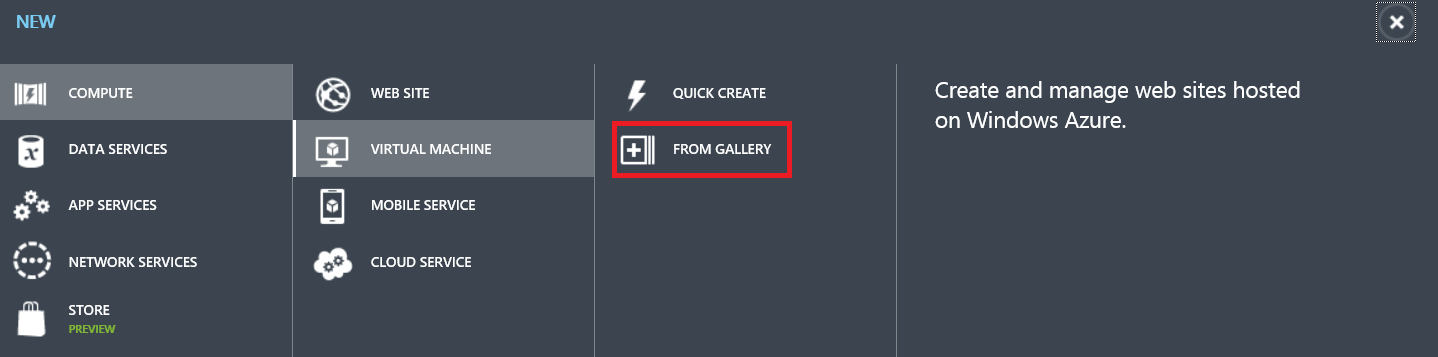 NEW
COMPUTE
DATA SERVICES
APP SERVICES
NETWORK SERVICES
STORE
PREVIEW
WEB SITE
VIRTUAL MACHINE
MOBILE SERVICE
CLOUD SERVICE
QUICK CREATE
FROM GALLERY
Create and manage web sites hosted
on Windows Azure.